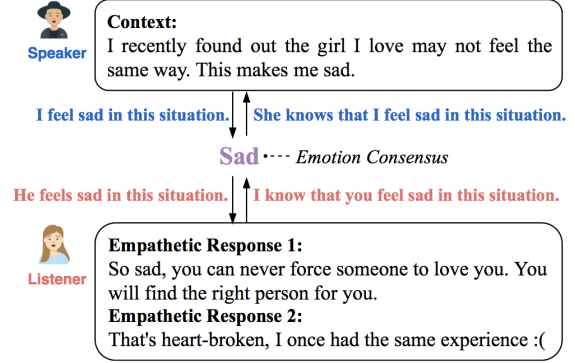 Context:
I recently found out the girl I love may not feel the
same way. This makes me sad.
Speaker
I feel sad in this situation. She knows that I feel sad in this situation.
Sad ---- Emotion Consensus
He feels sad in this situation. I know that you feel sad in this situation.
Empathetic Response 1:
So sad, you can never force someone to love you. You
will find the right person for you.
Listener
Empathetic Response 2:
That's heart-broken, I once had the same experience :(